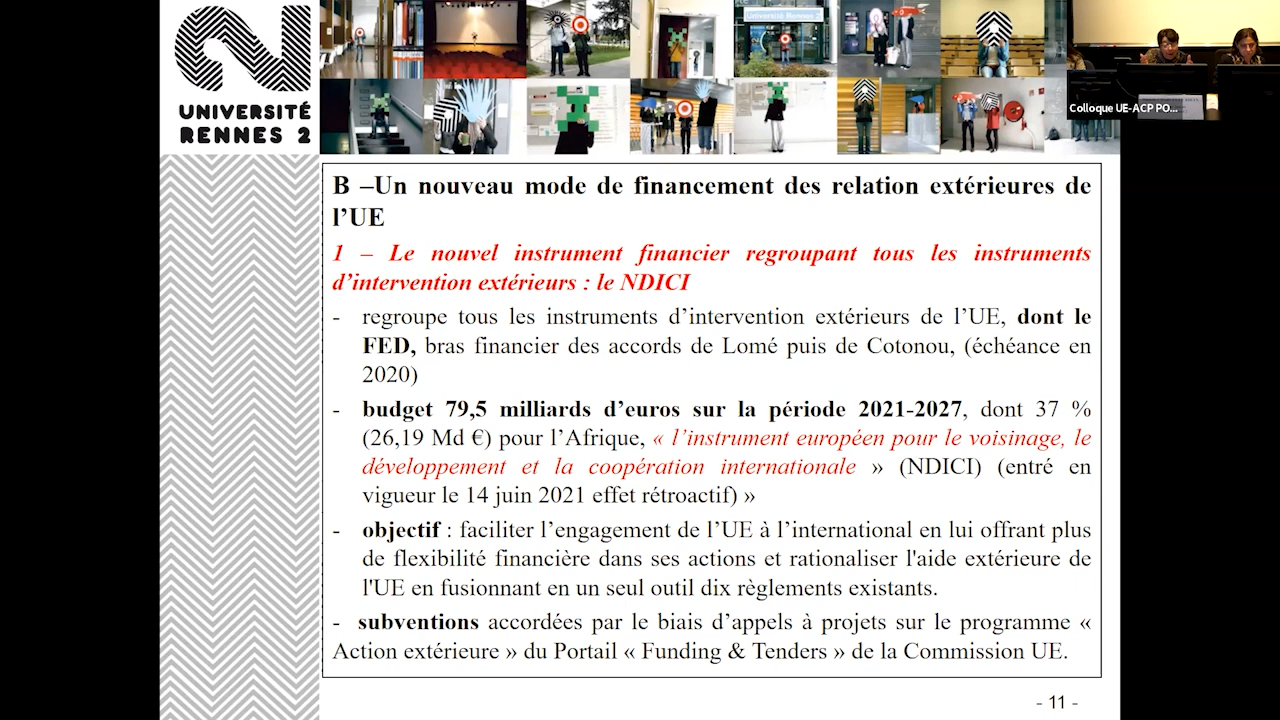 UNIVERSITÉ
RENNES 2
Colloque UE-ACP PO...
B –Un nouveau mode de financement des relation extérieures de
l’UE
1 – Le nouvel instrument financier regroupant tous les instruments
d’intervention extérieurs : le NDICI
- regroupe tous les instruments d’intervention extérieurs de l’UE, dont le
FED, bras financier des accords de Lomé puis de Cotonou, (échéance en
2020)
- budget 79,5 milliards d’euros sur la période 2021-2027, dont 37 %
(26,19 Md €) pour l’Afrique, « l’instrument européen pour le voisinage, le
développement et la coopération internationale » (NDICI) (entré en
vigueur le 14 juin 2021 effet rétroactif) »
- objectif : faciliter l’engagement de l’UE à l’international en lui offrant plus
de flexibilité financière dans ses actions et rationaliser l'aide extérieure de
l'UE en fusionnant en un seul outil dix règlements existants.
- subventions accordées par le biais d’appels à projets sur le programme «
Action extérieure » du Portail « Funding & Tenders » de la Commission UE.
- 11 -